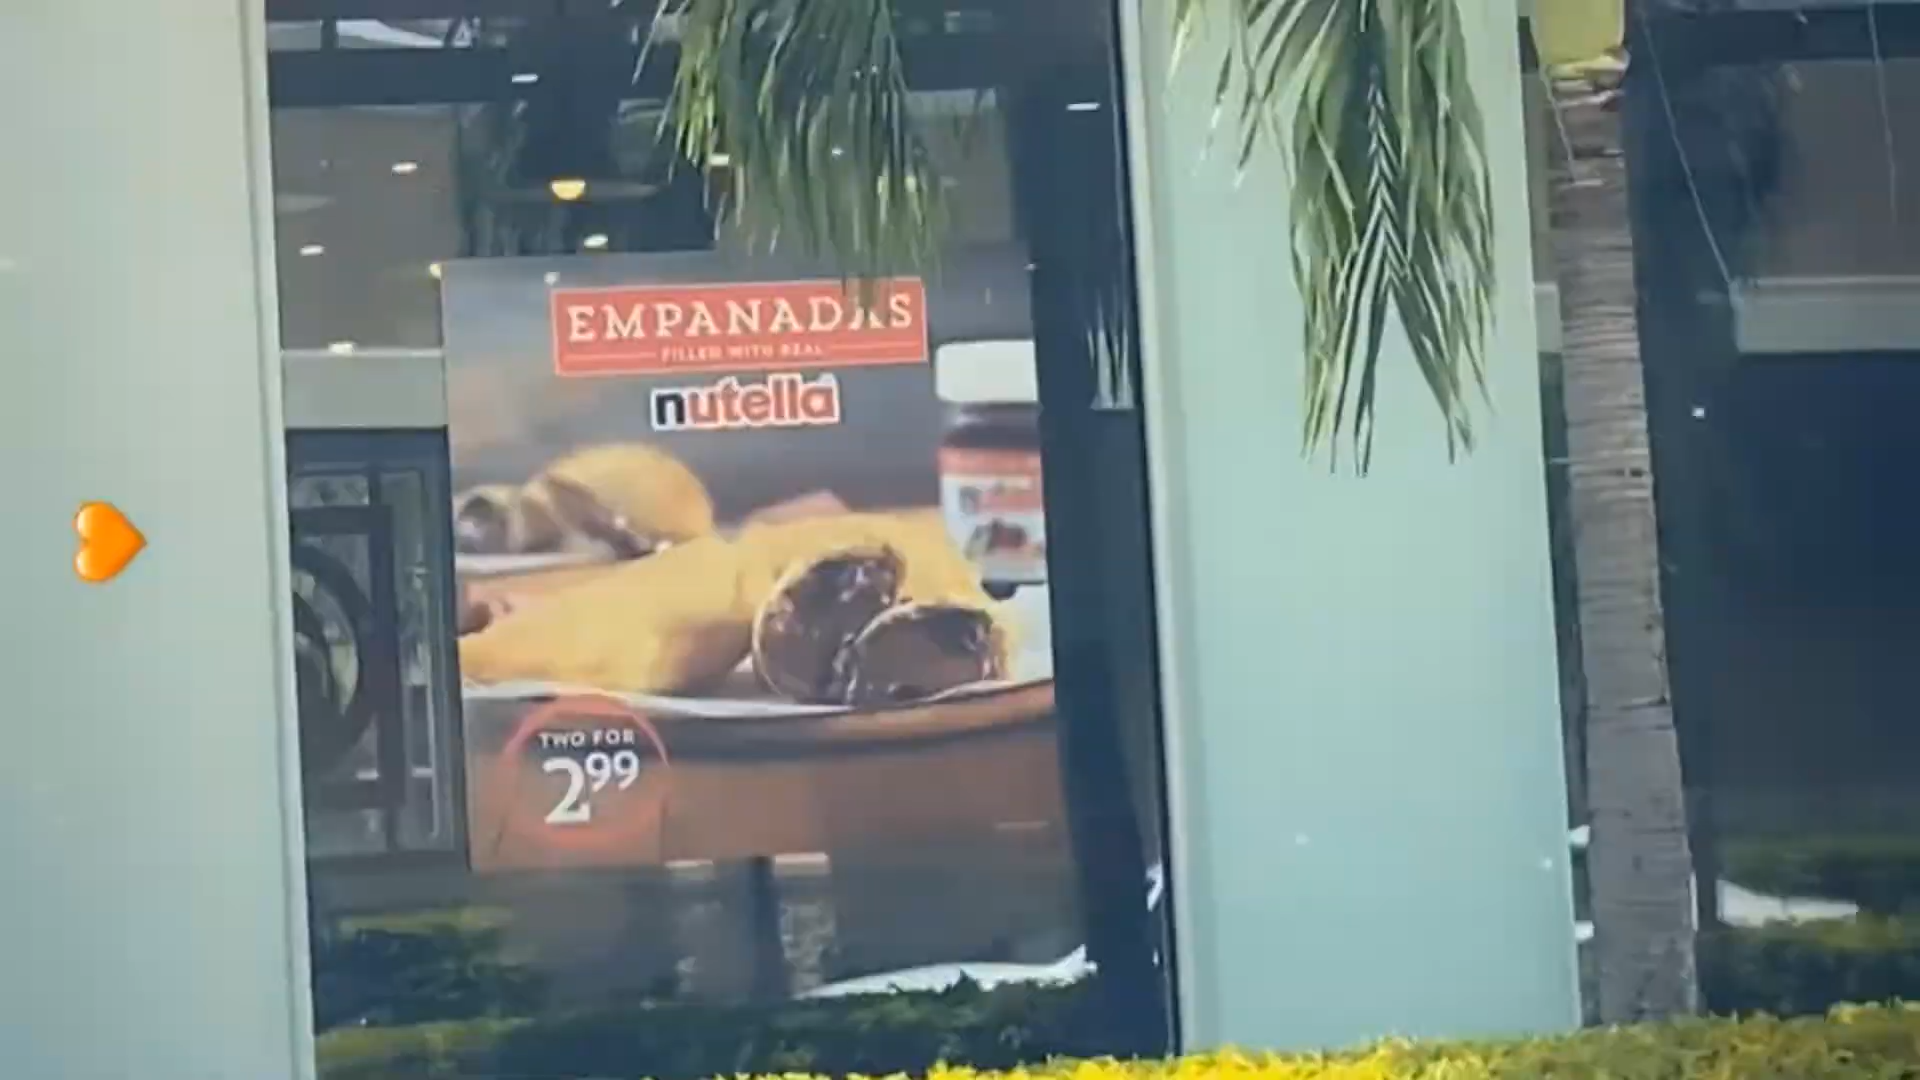 EMPANADAS
FILLED WITH REAL
nutella
TWO FOR
2.99